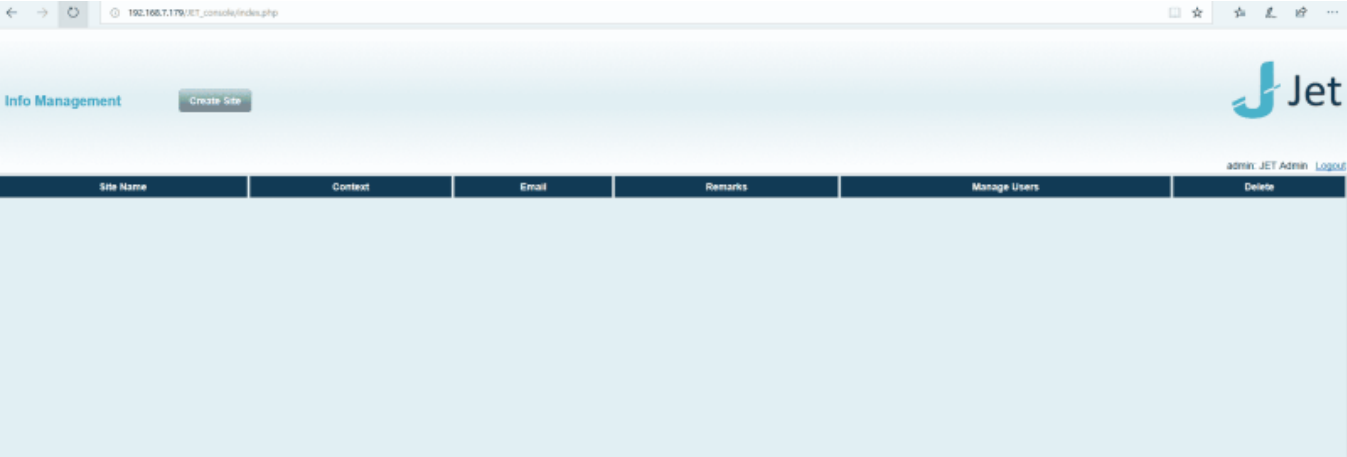 192.168.7.179/JET_console/index.php
Info Management Create Site
Jet
admin: JET Admin Logout
Site Name Context Email Remarks Manage Users Delete